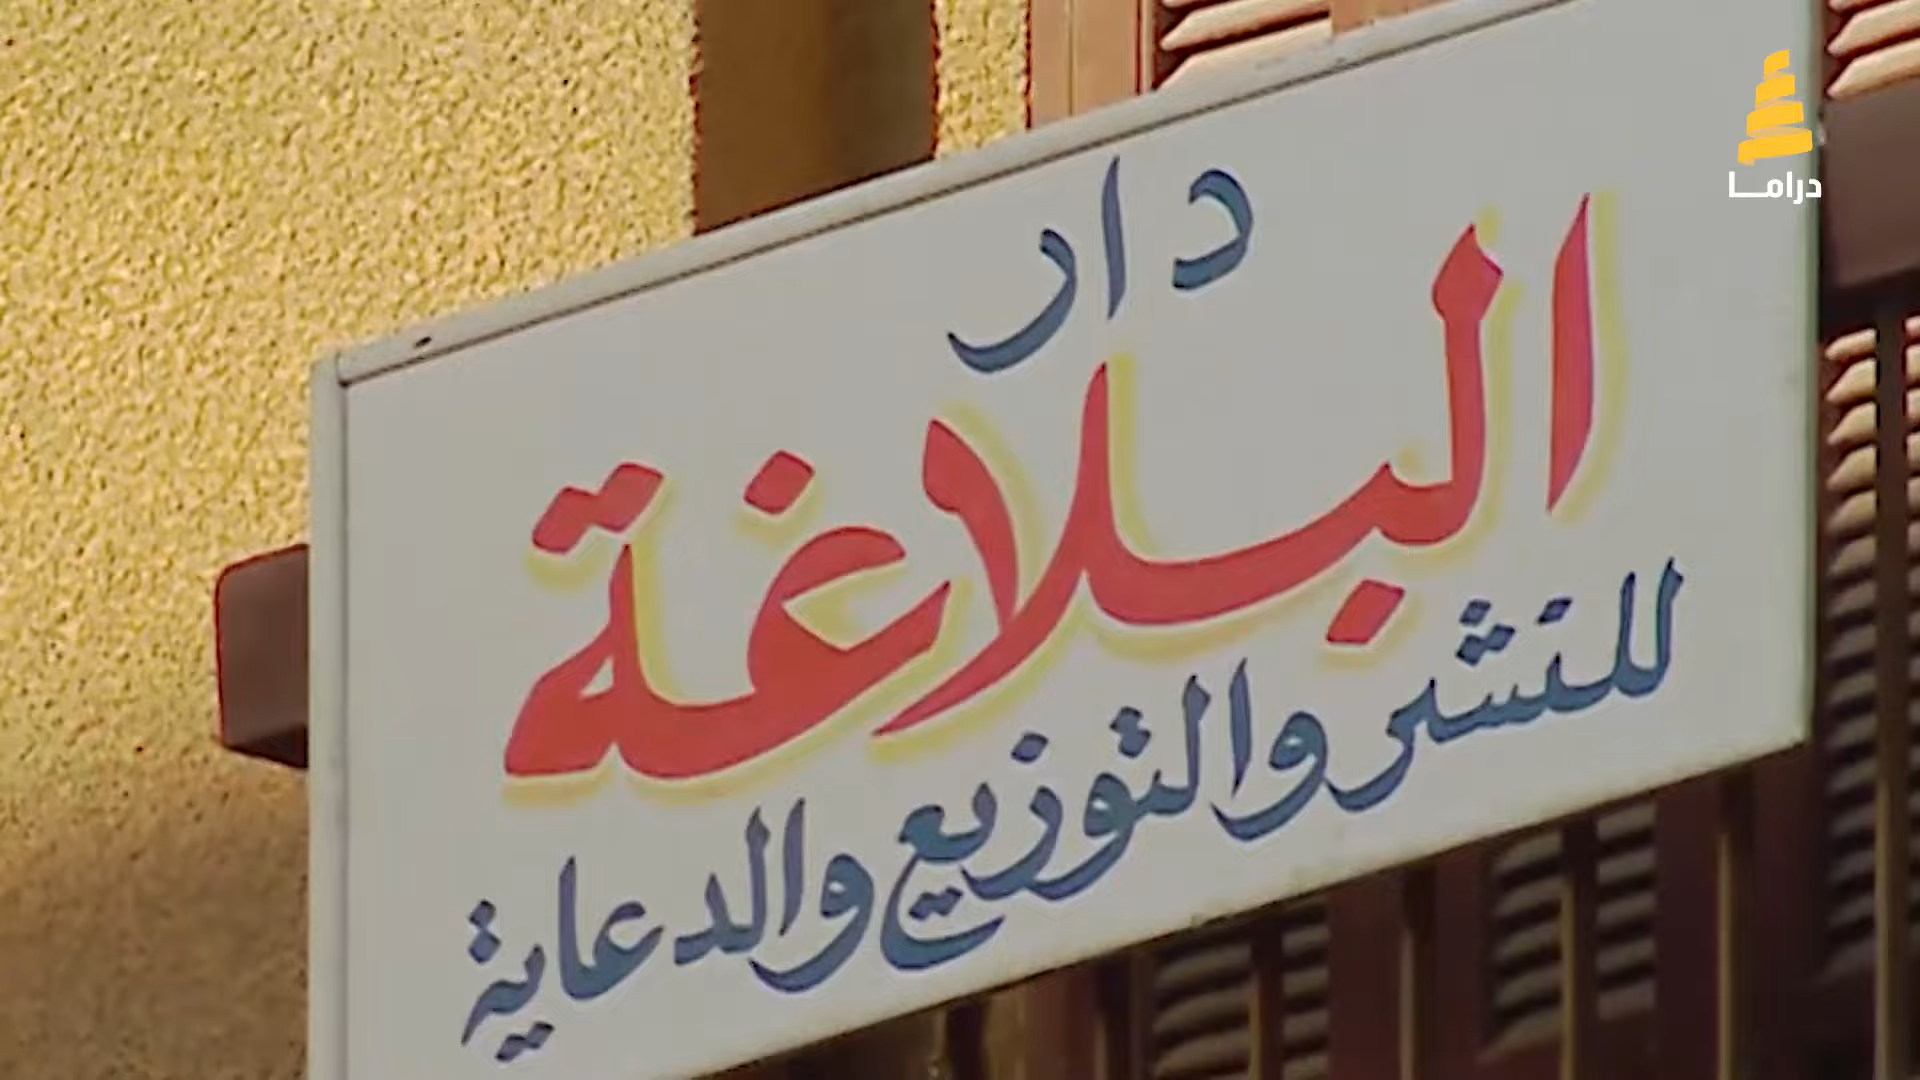 دار
البلاغة
للنشر والتوزيع والدعاية
دراما